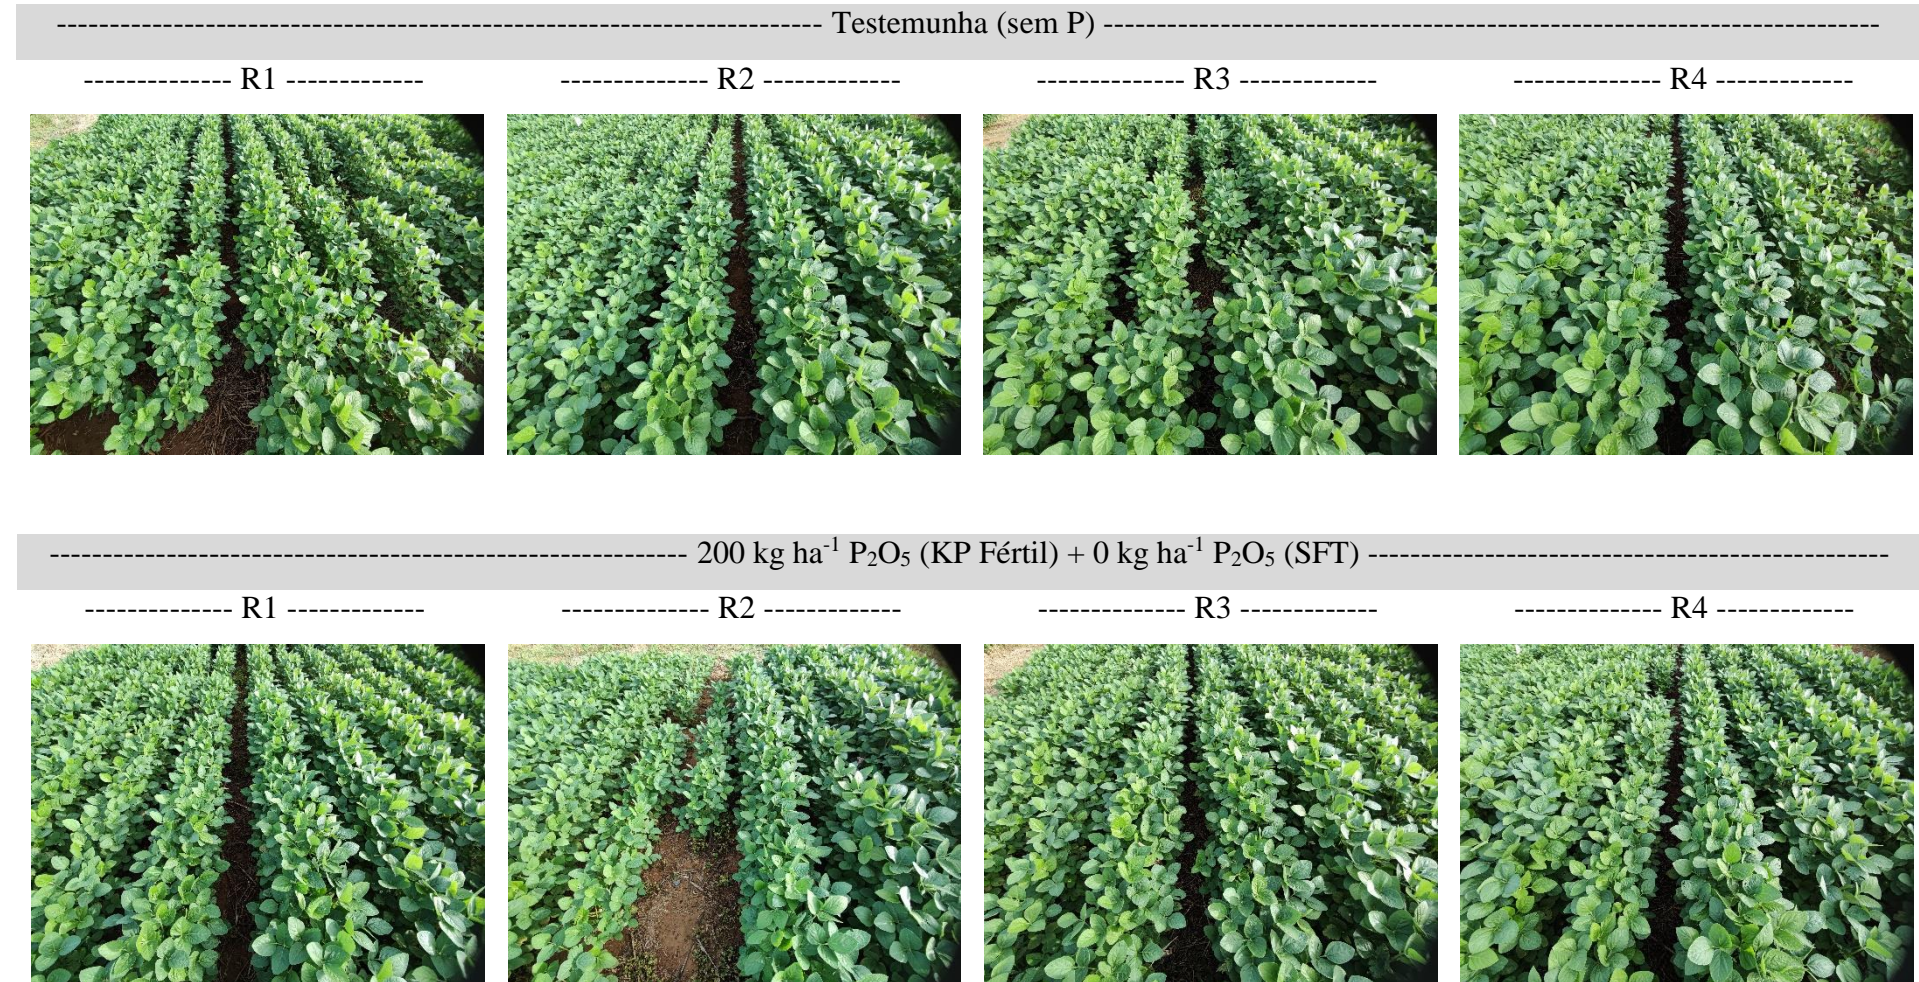 ------------------------------------------------------------------------- Testemunha (sem P) --------------------------------------------------------------------------
-------------- R1 -------------
-------------- R2 -------------
-------------- R3 -------------
-------------- R4 -------------
------------------------------------------------------------- 200 kg ha⁻¹ P₂O₅ (KP Fértil) + 0 kg ha⁻¹ P₂O₅ (SFT) --------------------------------------------------
-------------- R1 -------------
-------------- R2 -------------
-------------- R3 -------------
-------------- R4 -------------